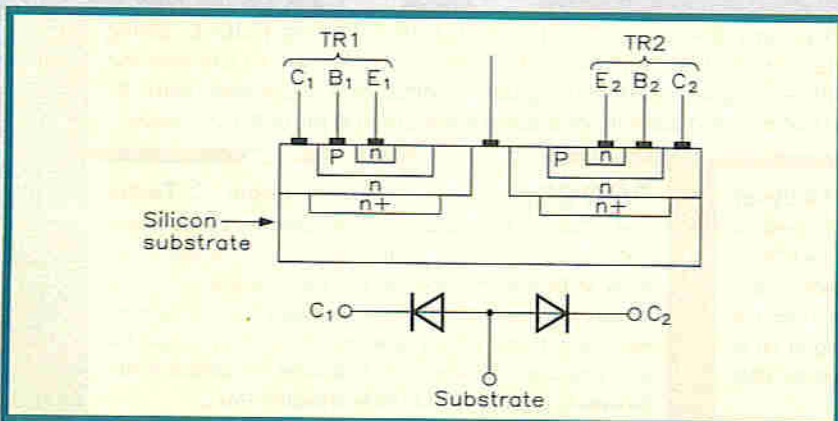 TR1 TR2
C₁ B₁ E₁ E₂ B₂ C₂
P n P n
n n
n+ n+
Silicon
substrate
C₁ C₂
Substrate